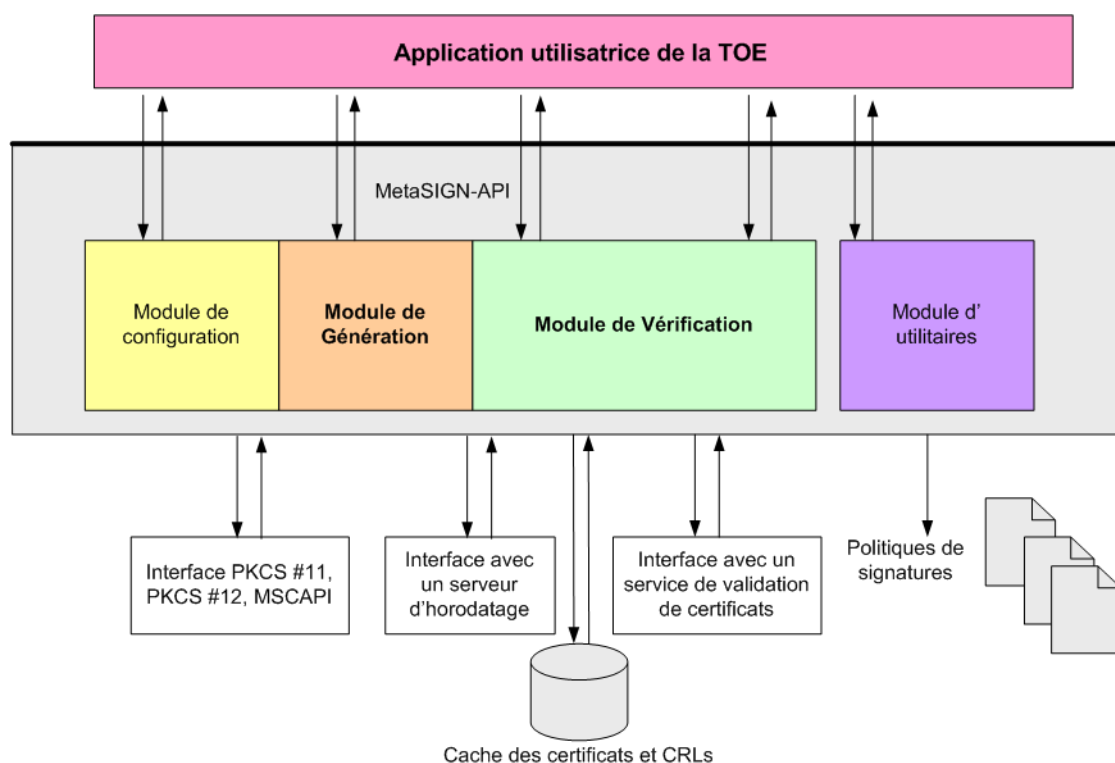 Application utilisatrice de la TOE
MetaSIGN-API
Module de
configuration
Module de
Génération
Module de Vérification
Module d'
utilitaires
Interface PKCS #11,
PKCS #12, MSCAPI
Interface avec
un serveur
d'horodatage
Interface avec un
service de validation
de certificats
Politiques de
signatures
Cache des certificats et CRLs